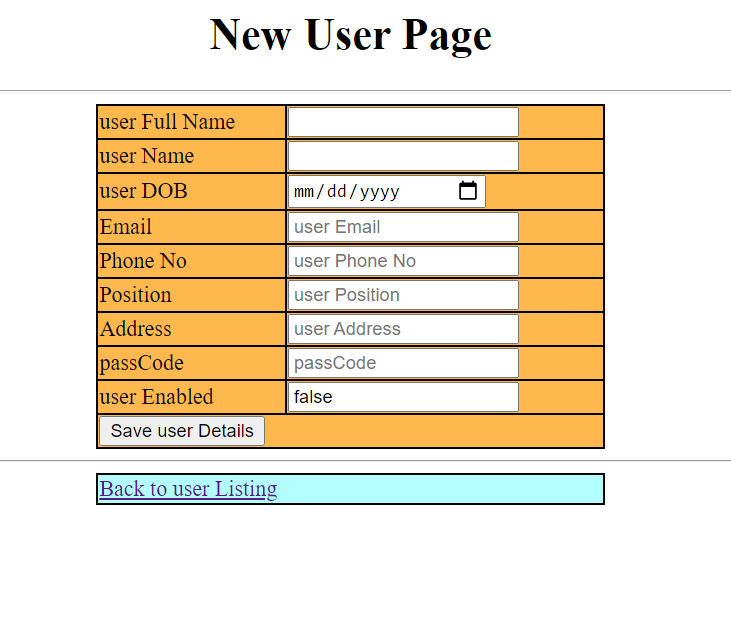 New User Page
user Full Name
user Name
user DOB mm/dd/yyyy
Email user Email
Phone No user Phone No
Position user Position
Address user Address
passCode passCode
user Enabled false
Save user Details
Back to user Listing